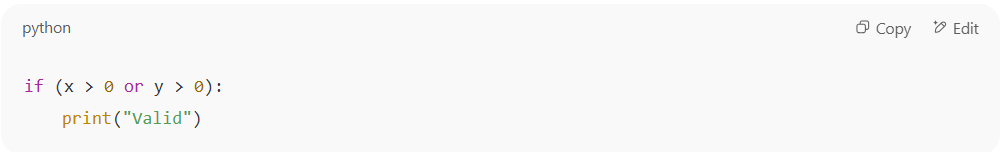 python Copy Edit
if (x > 0 or y > 0):
    print("Valid")